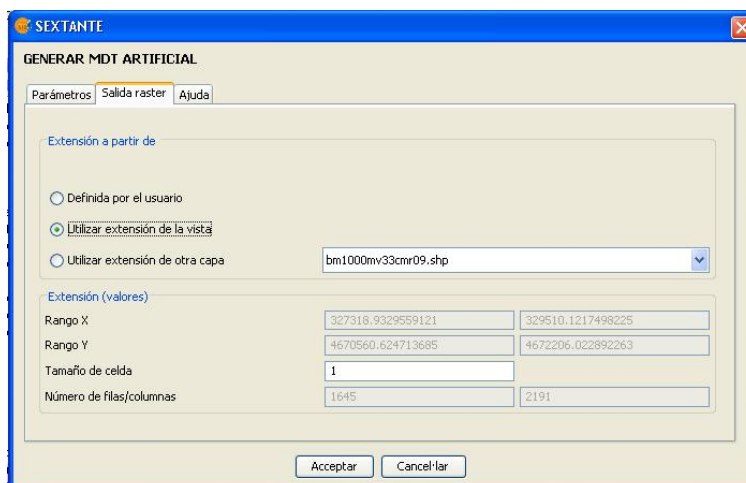 SEXTANTE
GENERAR MDT ARTIFICIAL
Parámetros Salida raster Ajuda
Extensión a partir de
Definida por el usuario
Utilizar extensión de la vista
Utilizar extensión de otra capa bm1000mv33cmr09.shp
Extensión (valores)
Rango X 327318.9329559121 329510.1217498225
Rango Y 4670560.624713685 4672206.022892263
Tamaño de celda 1
Número de filas/columnas 1645 2191
Acceptar Cancel·lar